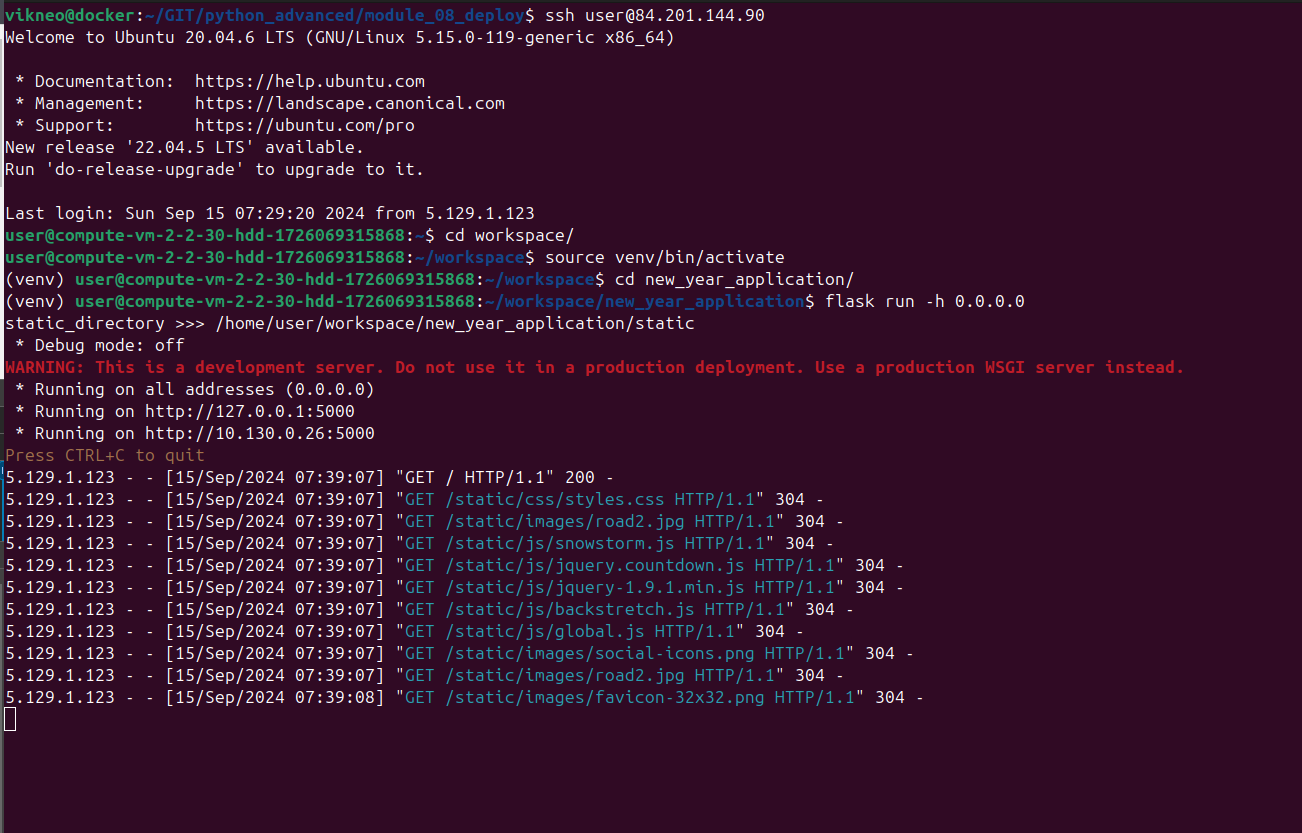 vikneo@docker:~/GIT/python_advanced/module_08_deploy$ ssh user@84.201.144.90
Welcome to Ubuntu 20.04.6 LTS (GNU/Linux 5.15.0-119-generic x86_64)
 * Documentation:  https://help.ubuntu.com
 * Management:     https://landscape.canonical.com
 * Support:        https://ubuntu.com/pro
New release '22.04.5 LTS' available.
Run 'do-release-upgrade' to upgrade to it.
Last login: Sun Sep 15 07:29:20 2024 from 5.129.1.123
user@compute-vm-2-2-30-hdd-1726069315868:~$ cd workspace/
user@compute-vm-2-2-30-hdd-1726069315868:~/workspace$ source venv/bin/activate
(venv) user@compute-vm-2-2-30-hdd-1726069315868:~/workspace$ cd new_year_application/
(venv) user@compute-vm-2-2-30-hdd-1726069315868:~/workspace/new_year_application$ flask run -h 0.0.0.0
static_directory >>> /home/user/workspace/new_year_application/static
 * Debug mode: off
WARNING: This is a development server. Do not use it in a production deployment. Use a production WSGI server instead.
 * Running on all addresses (0.0.0.0)
 * Running on http://127.0.0.1:5000
 * Running on http://10.130.0.26:5000
Press CTRL+C to quit
5.129.1.123 - - [15/Sep/2024 07:39:07] "GET / HTTP/1.1" 200 -
5.129.1.123 - - [15/Sep/2024 07:39:07] "GET /static/css/styles.css HTTP/1.1" 304 -
5.129.1.123 - - [15/Sep/2024 07:39:07] "GET /static/images/road2.jpg HTTP/1.1" 304 -
5.129.1.123 - - [15/Sep/2024 07:39:07] "GET /static/js/snowstorm.js HTTP/1.1" 304 -
5.129.1.123 - - [15/Sep/2024 07:39:07] "GET /static/js/jquery.countdown.js HTTP/1.1" 304 -
5.129.1.123 - - [15/Sep/2024 07:39:07] "GET /static/js/jquery-1.9.1.min.js HTTP/1.1" 304 -
5.129.1.123 - - [15/Sep/2024 07:39:07] "GET /static/js/backstretch.js HTTP/1.1" 304 -
5.129.1.123 - - [15/Sep/2024 07:39:07] "GET /static/js/global.js HTTP/1.1" 304 -
5.129.1.123 - - [15/Sep/2024 07:39:07] "GET /static/images/social-icons.png HTTP/1.1" 304 -
5.129.1.123 - - [15/Sep/2024 07:39:07] "GET /static/images/road2.jpg HTTP/1.1" 304 -
5.129.1.123 - - [15/Sep/2024 07:39:08] "GET /static/images/favicon-32x32.png HTTP/1.1" 304 -